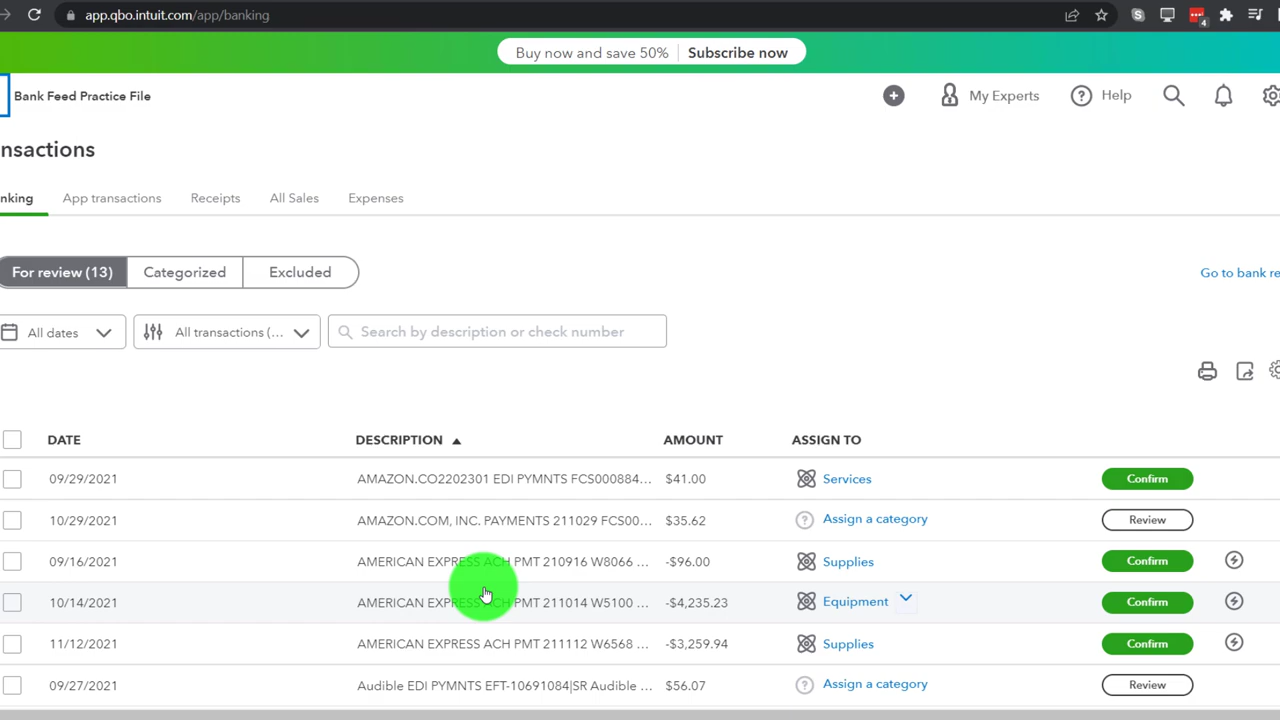 app.qbo.intuit.com/app/banking
4
Buy now and save 50% Subscribe now
Bank Feed Practice File My Experts Help
nsactions
nking App transactions Receipts All Sales Expenses
For review (13) Categorized Excluded Go to bank re
All dates All transactions (... Search by description or check number
DATE DESCRIPTION AMOUNT ASSIGN TO
09/29/2021 AMAZON.CO2202301 EDI PYMNTS FCS000884... $41.00 Services Confirm
10/29/2021 AMAZON.COM, INC. PAYMENTS 211029 FCS00... $35.62 Assign a category Review
09/16/2021 AMERICAN EXPRESS ACH PMT 210916 W8066 ... -$96.00 Supplies Confirm
10/14/2021 AMERICAN EXPRESS ACH PMT 211014 W5100 ... -$4,235.23 Equipment Confirm
11/12/2021 AMERICAN EXPRESS ACH PMT 211112 W6568 ... -$3,259.94 Supplies Confirm
09/27/2021 Audible EDI PYMNTS EFT-10691084|SR Audible ... $56.07 Assign a category Review